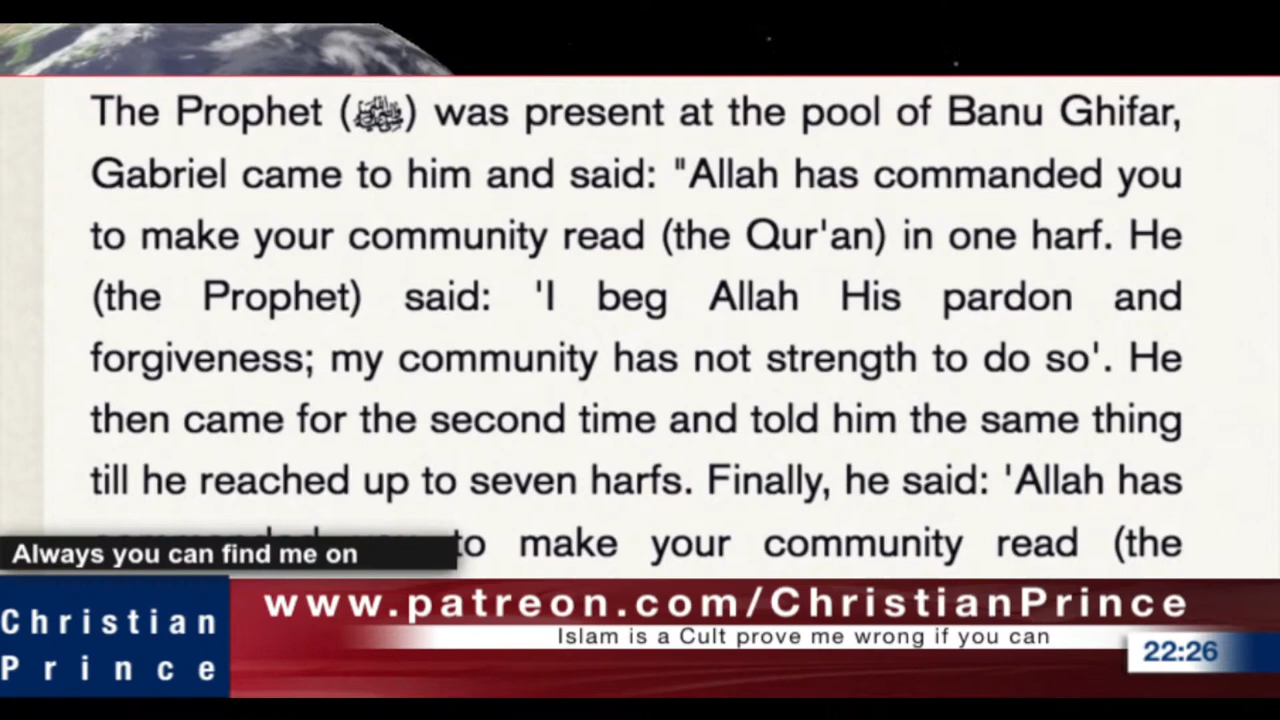 The Prophet (ﷺ) was present at the pool of Banu Ghifar,
Gabriel came to him and said: "Allah has commanded you
to make your community read (the Qur'an) in one harf. He
(the Prophet) said: 'I beg Allah His pardon and
forgiveness; my community has not strength to do so'. He
then came for the second time and told him the same thing
till he reached up to seven harfs. Finally, he said: 'Allah has
to make your community read (the
Always you can find me on
Christian
Prince
www.patreon.com/ChristianPrince
Islam is a Cult prove me wrong if you can
22:26